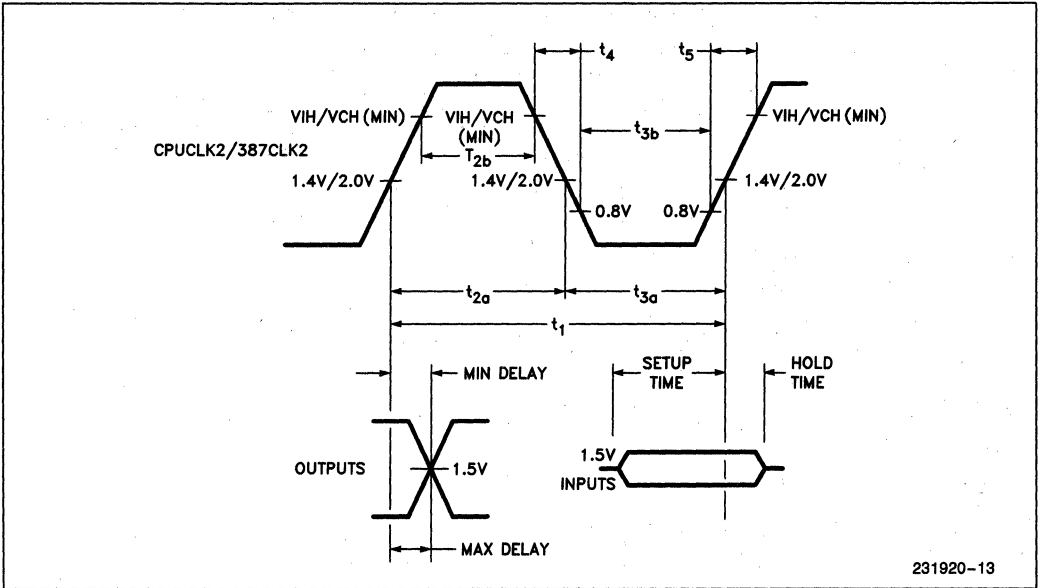 t4
t5
VIH/VCH (MIN)
VIH/VCH
(MIN)
T2b
t3b
VIH/VCH (MIN)
CPUCLK2/387CLK2
1.4V/2.0V
1.4V/2.0V
1.4V/2.0V
0.8V
0.8V
t2a
t3a
t1
MIN DELAY
SETUP
TIME
HOLD
TIME
OUTPUTS
1.5V
1.5V
INPUTS
MAX DELAY
231920-13